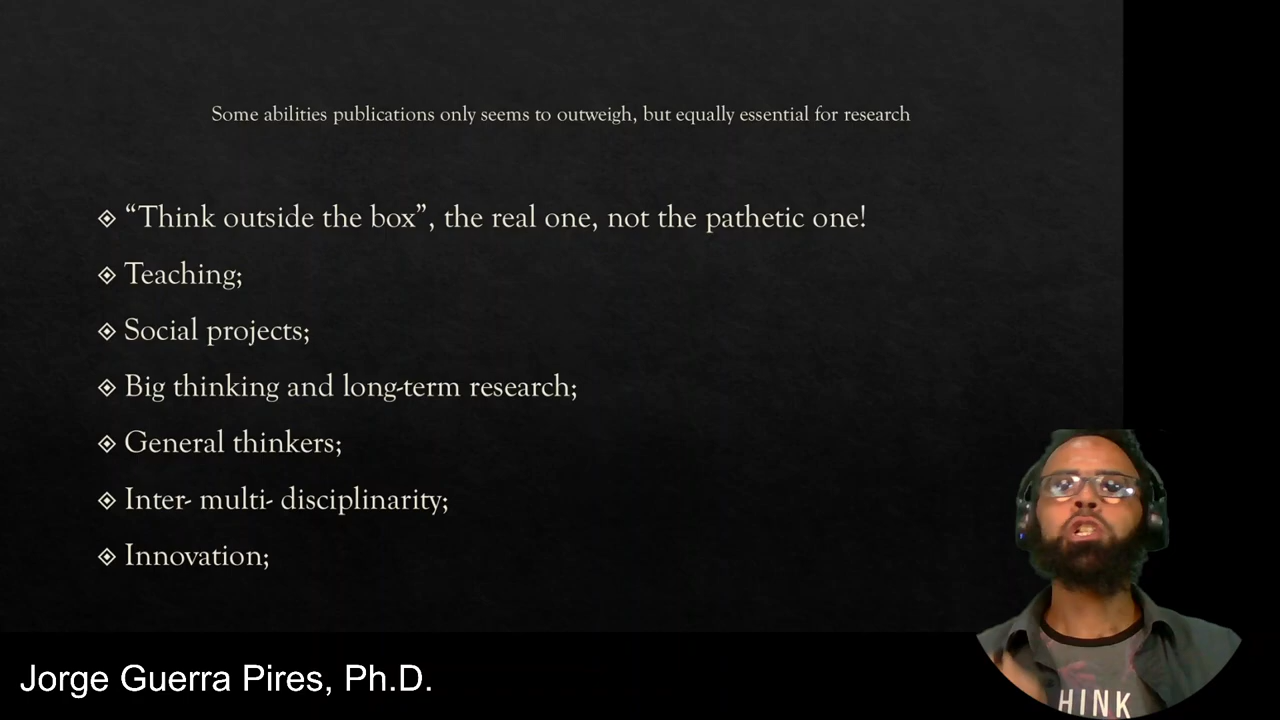 Some abilities publications only seems to outweigh, but equally essential for research
“Think outside the box”, the real one, not the pathetic one!
Teaching;
Social projects;
Big thinking and long-term research;
General thinkers;
Inter- multi- disciplinarity;
Innovation;
Jorge Guerra Pires, Ph.D.
HINK